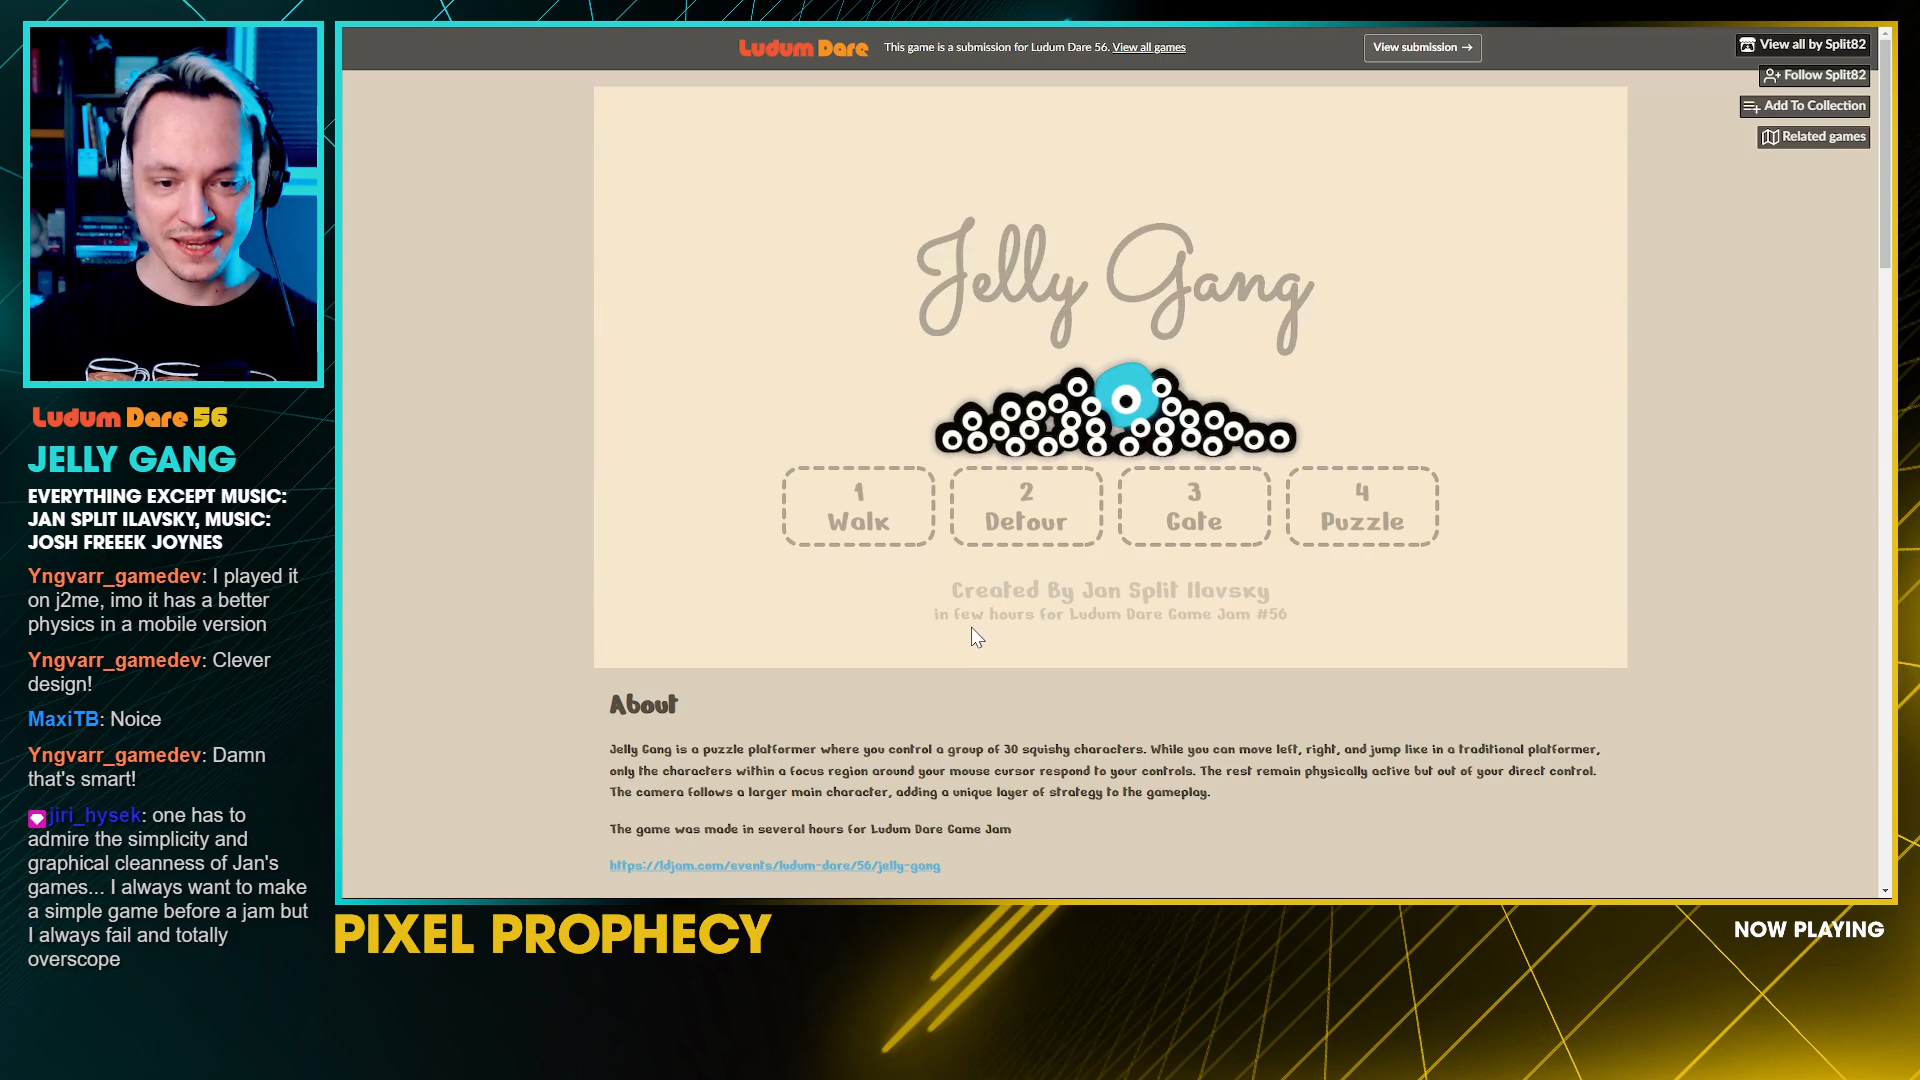 Ludum Dare
This game is a submission for Ludum Dare 56. View all games
View submission →
View all by Split82
Follow Split82
Add To Collection
Related games
Jelly Gang
1
Walk
2
Detour
3
Gate
4
Puzzle
Created By Jan Split Ilavsky
in few hours for Ludum Dare Game Jam #56
About
Jelly Gang is a puzzle platformer where you control a group of 30 squishy characters. While you can move left, right, and jump like in a traditional platformer,
only the characters within a focus region around your mouse cursor respond to your controls. The rest remain physically active but out of your direct control.
The camera follows a larger main character, adding a unique layer of strategy to the gameplay.
The game was made in several hours for Ludum Dare Game Jam
https://ldjam.com/events/ludum-dare/56/jelly-gang
Ludum Dare 56
JELLY GANG
EVERYTHING EXCEPT MUSIC:
JAN SPLIT ILAVSKY, MUSIC:
JOSH FREEEK JOYNES
Yngvarr_gamedev: I played it
on j2me, imo it has a better
physics in a mobile version
Yngvarr_gamedev: Clever
design!
MaxiTB: Noice
Yngvarr_gamedev: Damn
that's smart!
jiri_hysek: one has to
admire the simplicity and
graphical cleanness of Jan's
games... I always want to make
a simple game before a jam but
I always fail and totally
overscope
PIXEL PROPHECY
NOW PLAYING